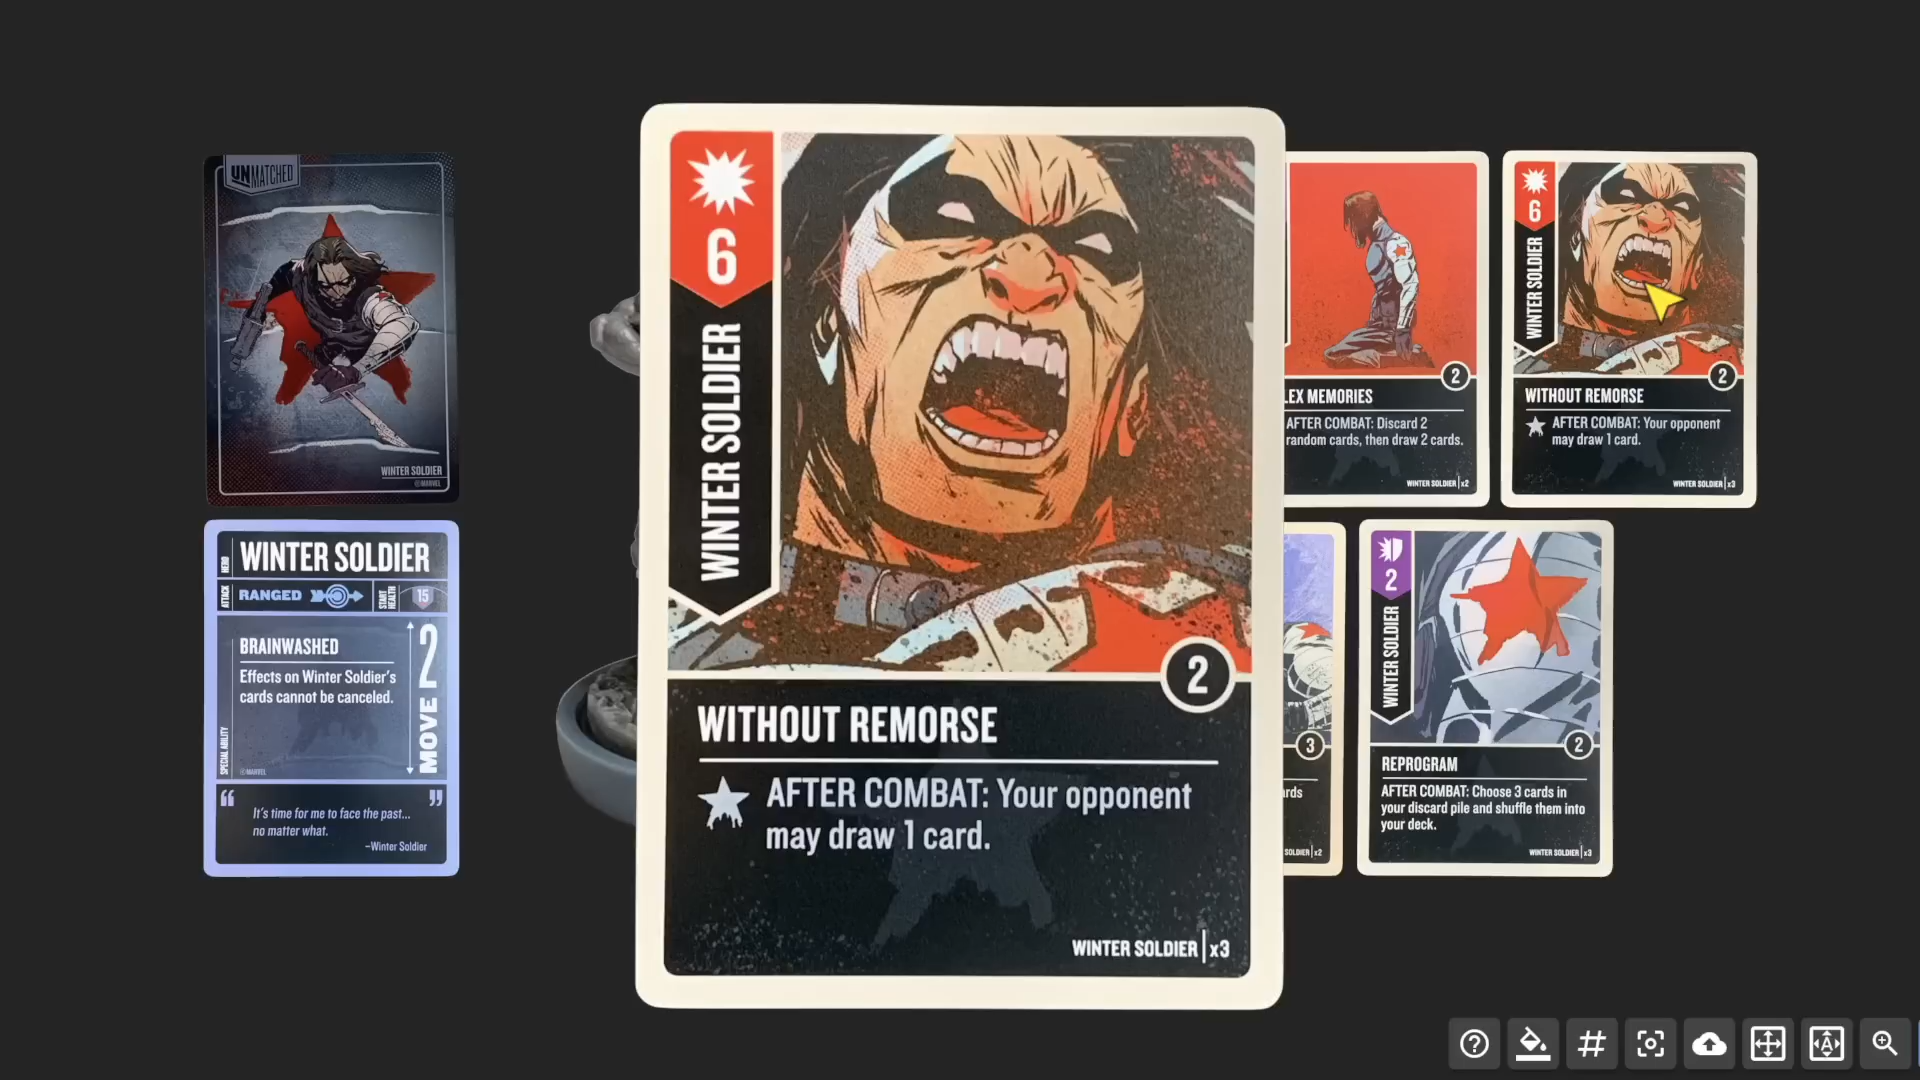 UNMATCHED
WINTER SOLDIER
©MARVEL
HERO
WINTER SOLDIER
ATTACK
RANGED
START HEALTH
15
SPECIAL ABILITY
BRAINWASHED
Effects on Winter Soldier's
cards cannot be canceled.
MOVE 2
©MARVEL
“ ”
It's time for me to face the past...
no matter what.
–Winter Soldier
6
WINTER SOLDIER
2
WITHOUT REMORSE
AFTER COMBAT: Your opponent
may draw 1 card.
WINTER SOLDIER x3
2
LEX MEMORIES
AFTER COMBAT: Discard 2
random cards, then draw 2 cards.
WINTER SOLDIER x2
6
WINTER SOLDIER
2
WITHOUT REMORSE
AFTER COMBAT: Your opponent
may draw 1 card.
WINTER SOLDIER x3
3
rds
SOLDIER x2
2
WINTER SOLDIER
2
REPROGRAM
AFTER COMBAT: Choose 3 cards in
your discard pile and shuffle them into
your deck.
WINTER SOLDIER x3
? # A